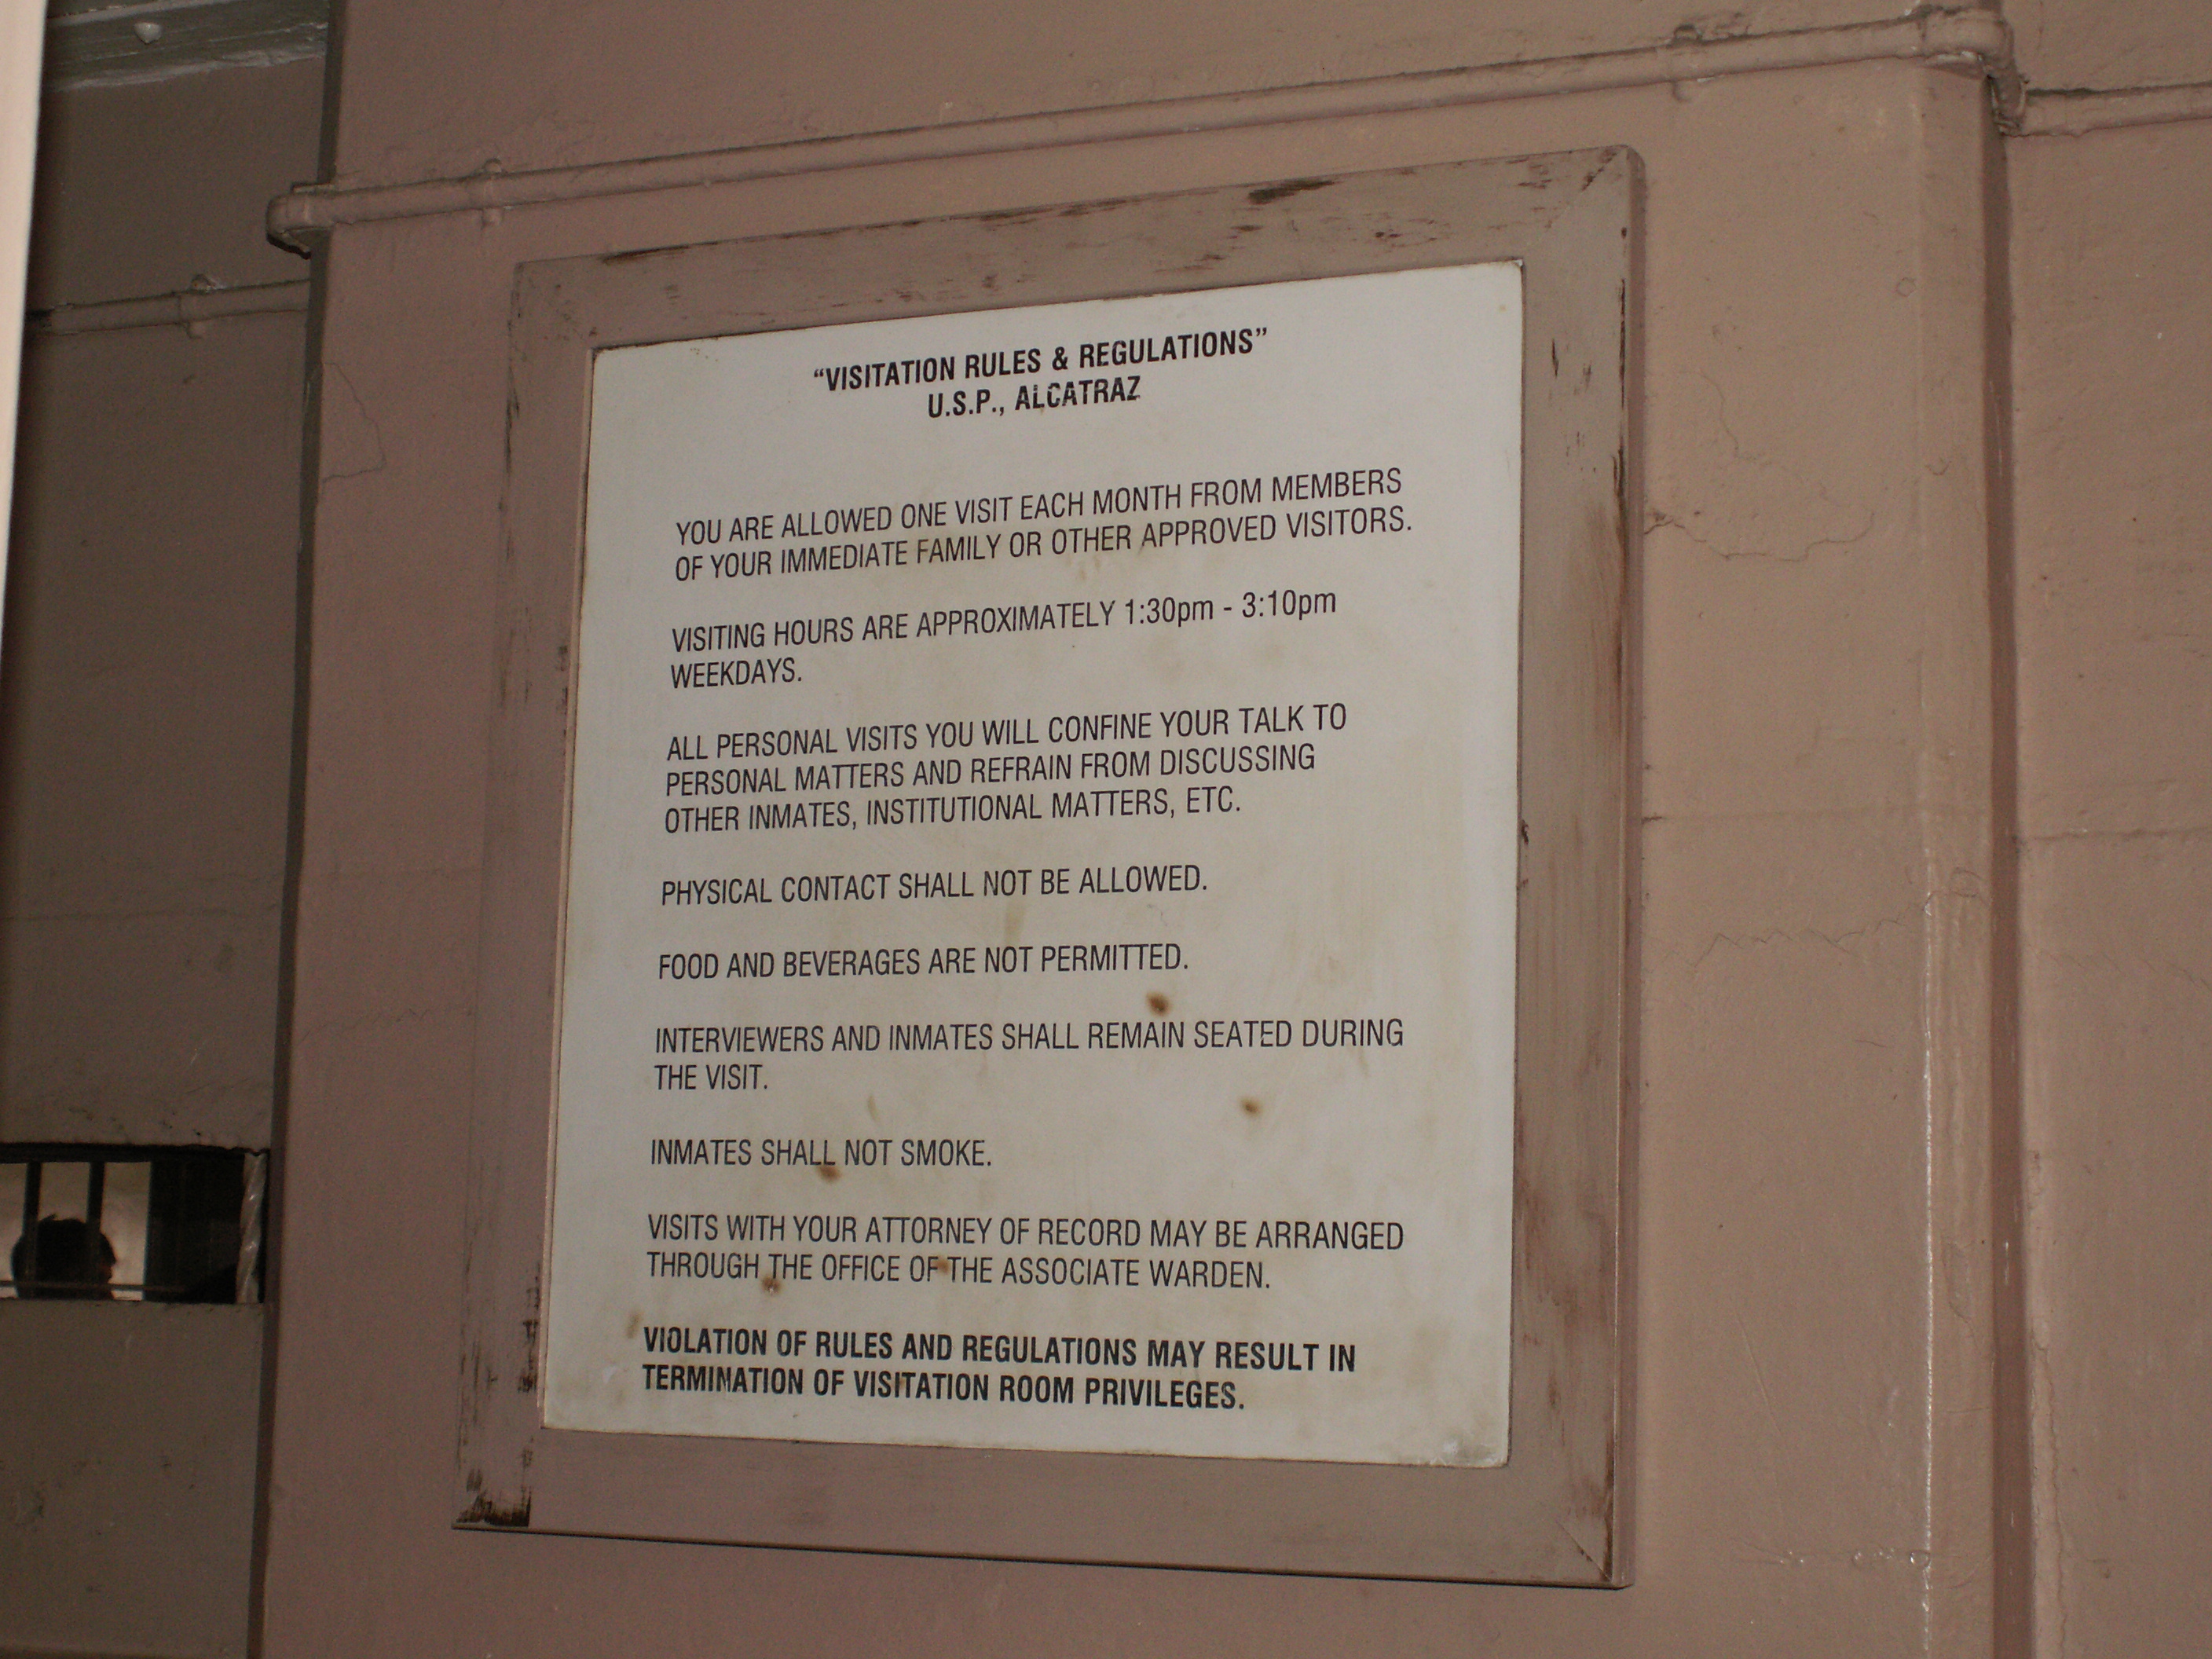 “VISITATION RULES & REGULATIONS”
U.S.P., ALCATRAZ
YOU ARE ALLOWED ONE VISIT EACH MONTH FROM MEMBERS
OF YOUR IMMEDIATE FAMILY OR OTHER APPROVED VISITORS.
VISITING HOURS ARE APPROXIMATELY 1:30pm - 3:10pm
WEEKDAYS.
ALL PERSONAL VISITS YOU WILL CONFINE YOUR TALK TO
PERSONAL MATTERS AND REFRAIN FROM DISCUSSING
OTHER INMATES, INSTITUTIONAL MATTERS, ETC.
PHYSICAL CONTACT SHALL NOT BE ALLOWED.
FOOD AND BEVERAGES ARE NOT PERMITTED.
INTERVIEWERS AND INMATES SHALL REMAIN SEATED DURING
THE VISIT.
INMATES SHALL NOT SMOKE.
VISITS WITH YOUR ATTORNEY OF RECORD MAY BE ARRANGED
THROUGH THE OFFICE OF THE ASSOCIATE WARDEN.
VIOLATION OF RULES AND REGULATIONS MAY RESULT IN
TERMINATION OF VISITATION ROOM PRIVILEGES.